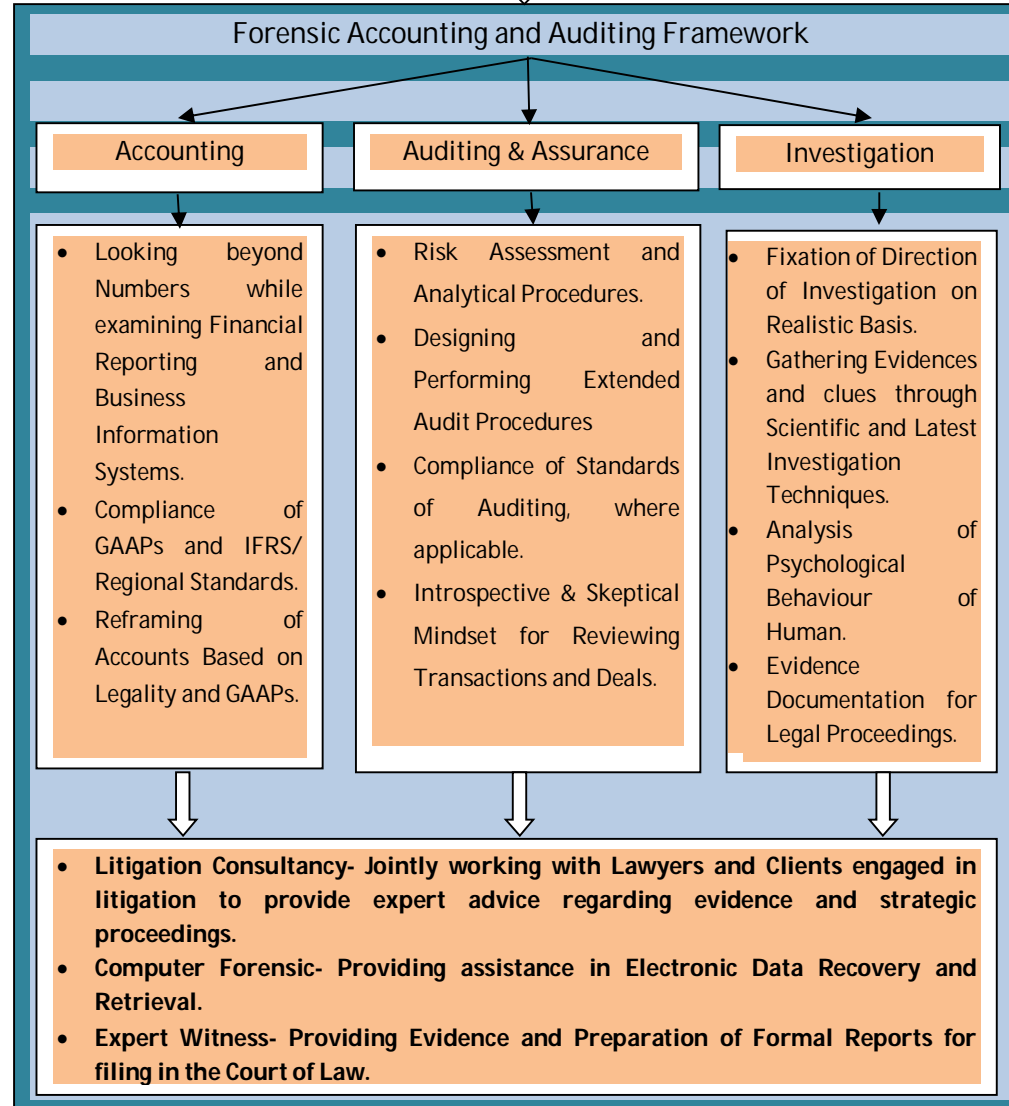 Forensic Accounting and Auditing Framework
Accounting
Auditing & Assurance
Investigation
• Looking beyond
Numbers while
examining Financial
Reporting and
Business
Information
Systems.
• Compliance of
GAAPs and IFRS/
Regional Standards.
• Reframing of
Accounts Based on
Legality and GAAPs.
• Risk Assessment and
Analytical Procedures.
• Designing and
Performing Extended
Audit Procedures
• Compliance of Standards
of Auditing, where
applicable.
• Introspective & Skeptical
Mindset for Reviewing
Transactions and Deals.
• Fixation of Direction
of Investigation on
Realistic Basis.
• Gathering Evidences
and clues through
Scientific and Latest
Investigation
Techniques.
• Analysis of
Psychological
Behaviour of
Human.
• Evidence
Documentation for
Legal Proceedings.
• Litigation Consultancy- Jointly working with Lawyers and Clients engaged in
litigation to provide expert advice regarding evidence and strategic
proceedings.
• Computer Forensic- Providing assistance in Electronic Data Recovery and
Retrieval.
• Expert Witness- Providing Evidence and Preparation of Formal Reports for
filing in the Court of Law.